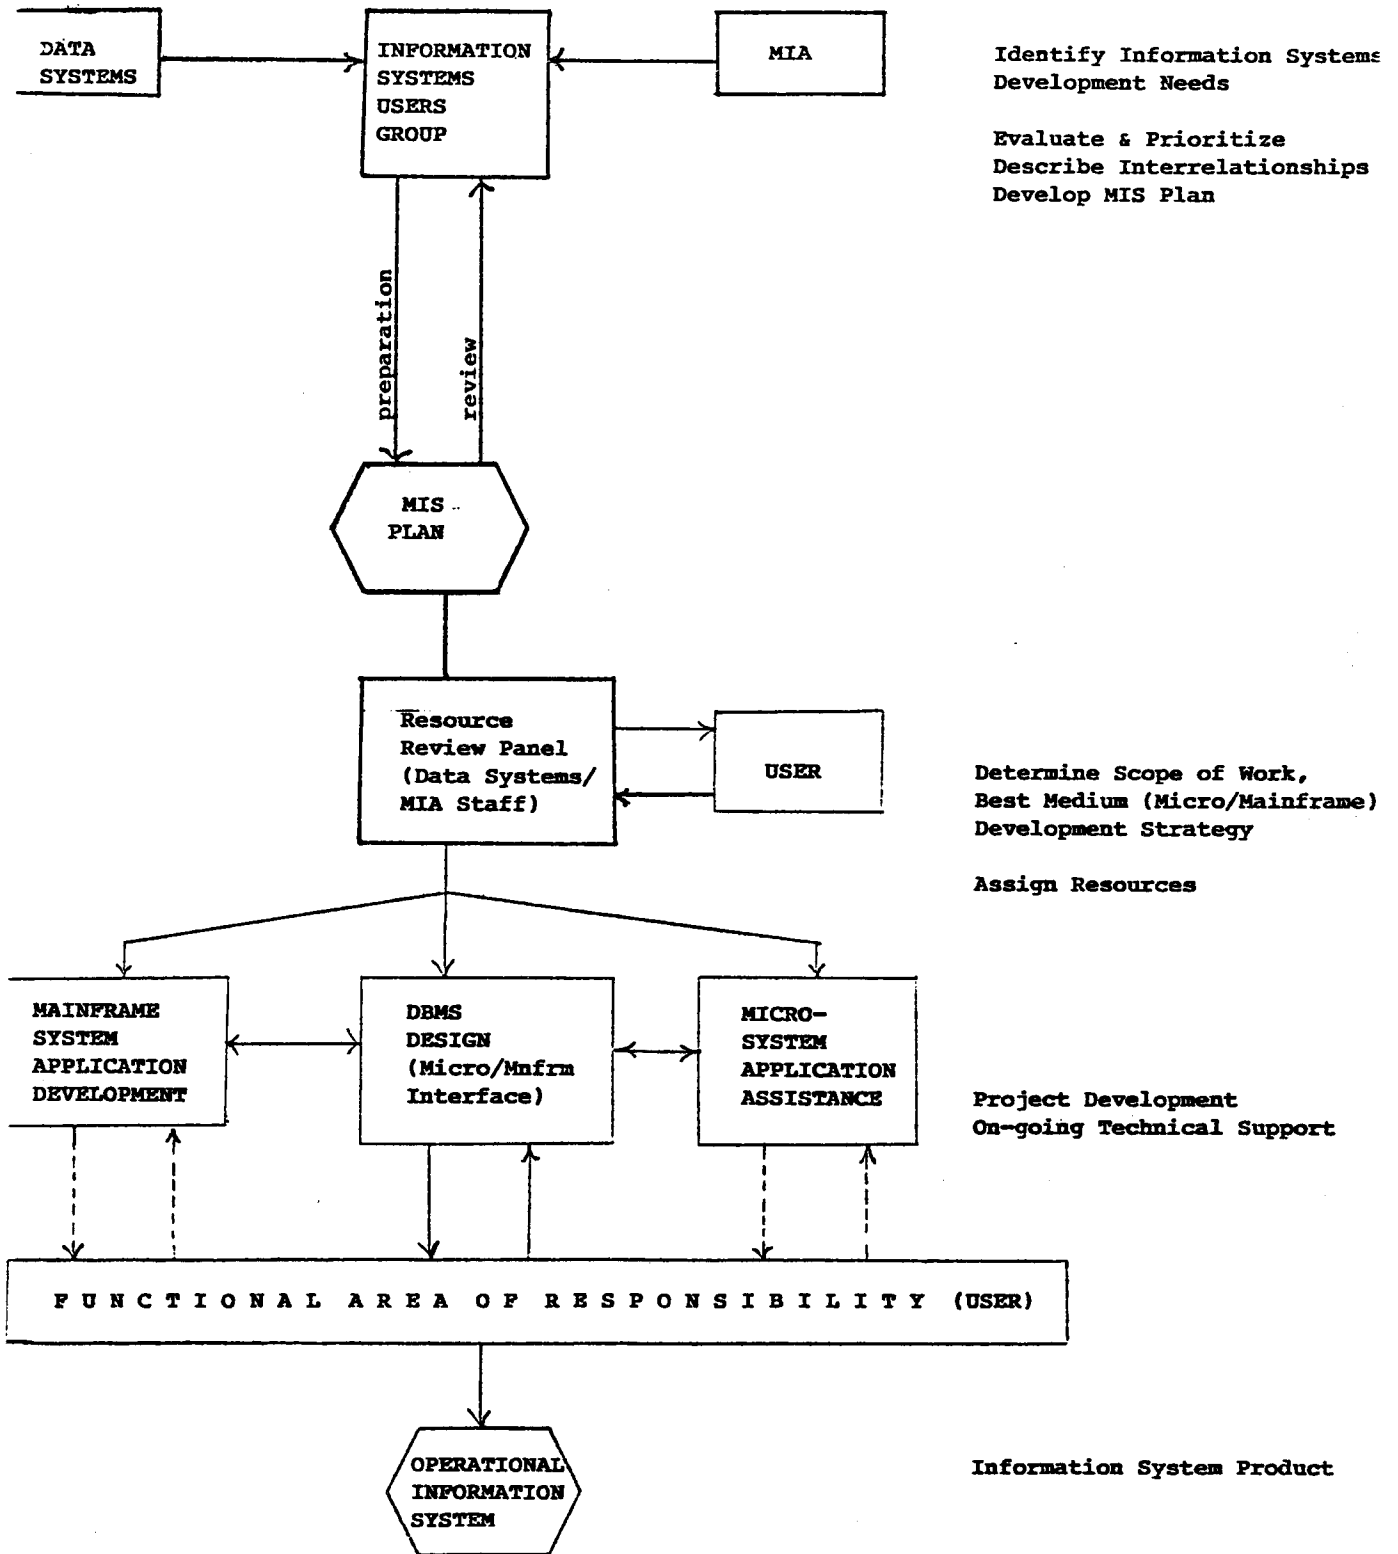 DATA
SYSTEMS
INFORMATION
SYSTEMS
USERS
GROUP
MIA
Identify Information Systems
Development Needs
Evaluate & Prioritize
Describe Interrelationships
Develop MIS Plan
preparation
review
MIS
PLAN
Resource
Review Panel
(Data Systems/
MIA Staff)
USER
Determine Scope of Work,
Best Medium (Micro/Mainframe)
Development Strategy
Assign Resources
MAINFRAME
SYSTEM
APPLICATION
DEVELOPMENT
DBMS
DESIGN
(Micro/Mnfrm
Interface)
MICRO-
SYSTEM
APPLICATION
ASSISTANCE
Project Development
On-going Technical Support
F U N C T I O N A L A R E A O F R E S P O N S I B I L I T Y (USER)
OPERATIONAL
INFORMATION
SYSTEM
Information System Product